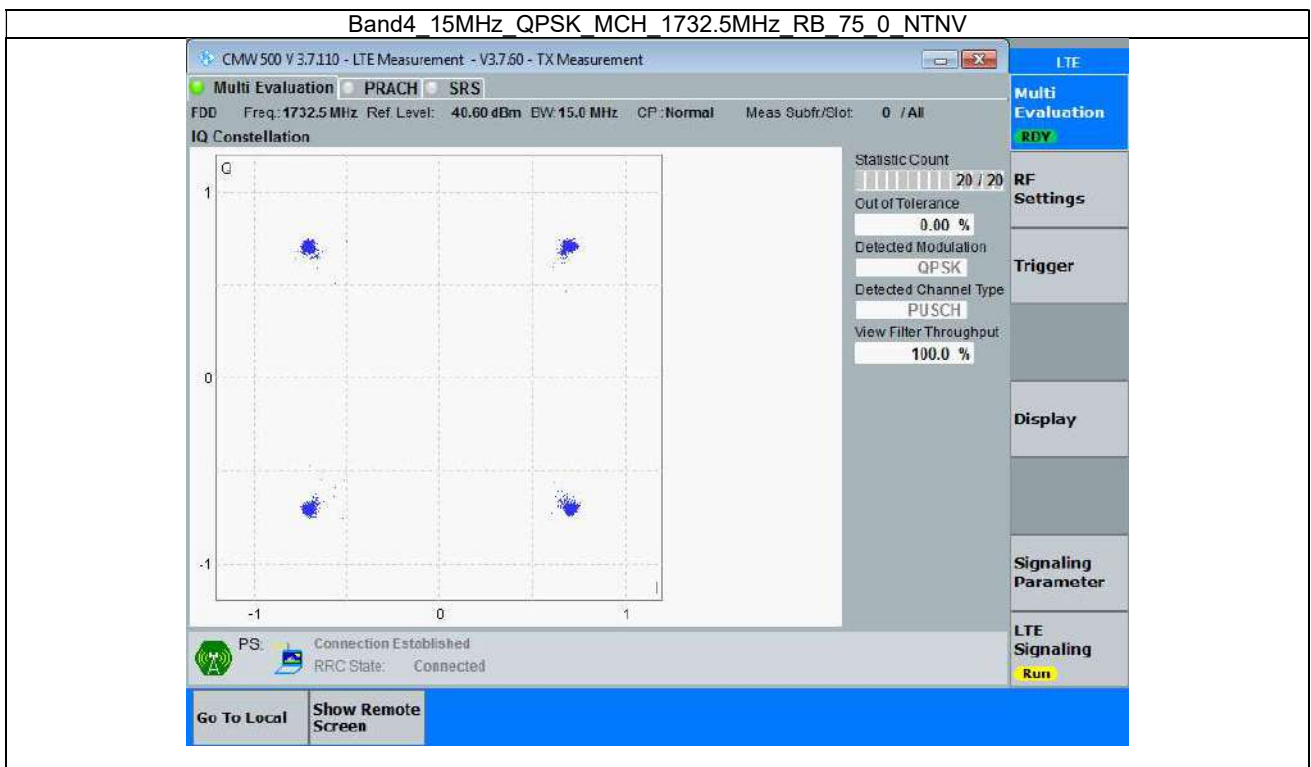 Band4_15MHz_QPSK_MCH_1732.5MHz_RB_75_0_NTNV
CMW 500 V 3.7.110 - LTE Measurement - V3.7.60 - TX Measurement
LTE
Multi Evaluation PRACH SRS
FDD Freq.: 1732.5 MHz Ref. Level: 40.60 dBm BW: 15.0 MHz CP: Normal Meas Subfr/Slot: 0 / All
IQ Constellation
Q
1
0
-1
-1 0 1
I
Statistic Count
20 / 20
Out of Tolerance
0.00 %
Detected Modulation
QPSK
Detected Channel Type
PUSCH
View Filter Throughput
100.0 %
Multi
Evaluation
RDY
RF
Settings
Trigger
Display
Signaling
Parameter
LTE
Signaling
Run
PS: Connection Established
RRC State: Connected
Go To Local
Show Remote
Screen